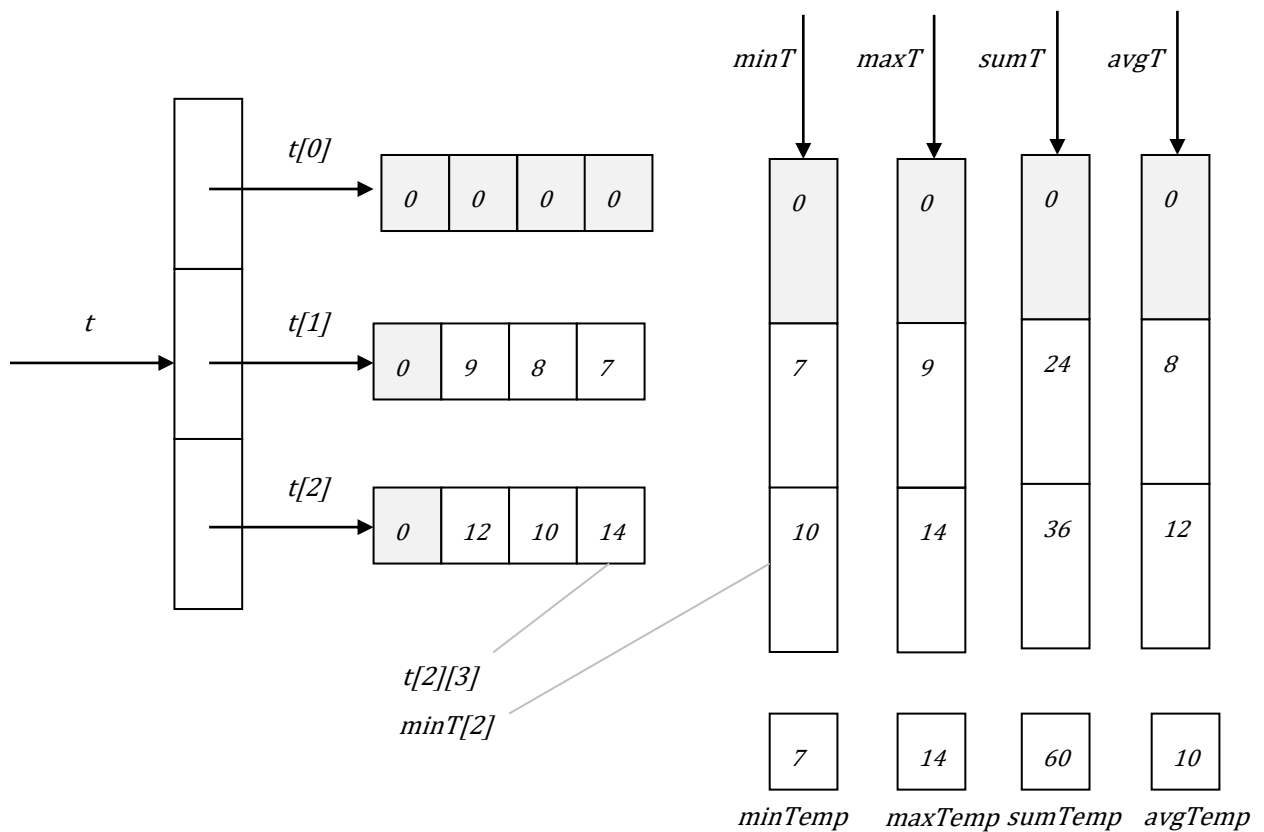 minT maxT sumT avgT
t[0]
0 0 0 0
0 0 0 0
t
t[1]
0 9 8 7
7 9 24 8
t[2]
0 12 10 14
10 14 36 12
t[2][3]
minT[2]
7 14 60 10
minTemp maxTemp sumTemp avgTemp